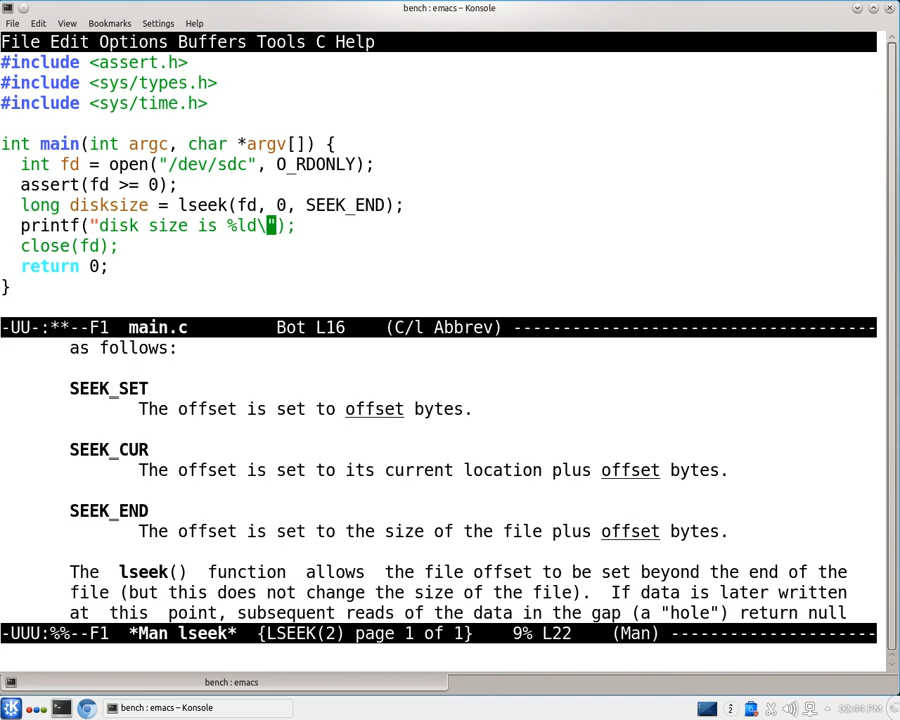 bench : emacs – Konsole
File Edit View Bookmarks Settings Help
File Edit Options Buffers Tools C Help
#include <assert.h>
#include <sys/types.h>
#include <sys/time.h>
int main(int argc, char *argv[]) {
  int fd = open("/dev/sdc", O_RDONLY);
  assert(fd >= 0);
  long disksize = lseek(fd, 0, SEEK_END);
  printf("disk size is %ld\");
  close(fd);
  return 0;
}
-UU-:**--F1  main.c         Bot L16    (C/l Abbrev) -------------------------------------
as follows:
SEEK_SET
The offset is set to offset bytes.
SEEK_CUR
The offset is set to its current location plus offset bytes.
SEEK_END
The offset is set to the size of the file plus offset bytes.
The  lseek()  function  allows  the file offset to be set beyond the end of the
file (but this does not change the size of the file).  If data is later written
at  this  point, subsequent reads of the data in the gap (a "hole") return null
-UUU:%%--F1  *Man lseek*  {LSEEK(2) page 1 of 1}    9% L22    (Man) ---------------------
bench : emacs
bench : emacs – Konsole
2
02:44 PM